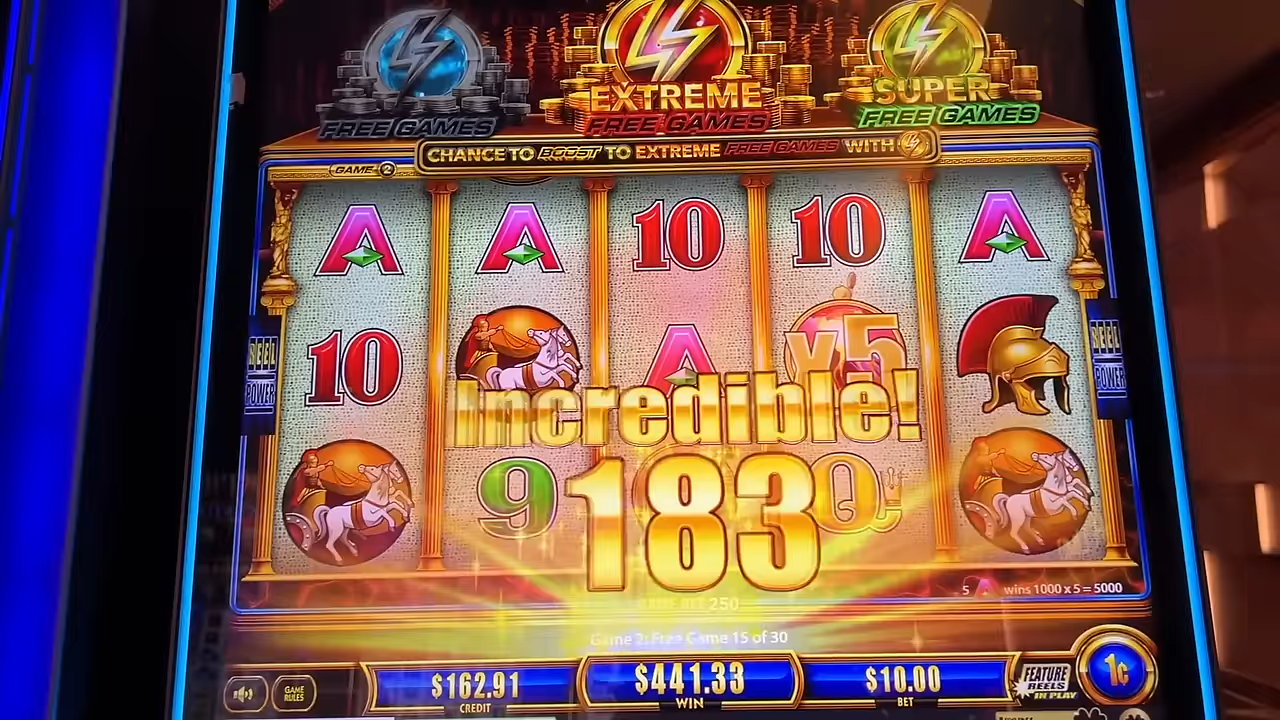 FREE GAMES
EXTREME
FREE GAMES
SUPER
FREE GAMES
CHANCE TO BOOST TO EXTREME FREE GAMES WITH
GAME 2
A A 10 10 A
10 A x5
REEL POWER
REEL POWER
Incredible!
9 Q
183
5 A wins 1000 x 5 = 5000
GAME BET 250
Game 2: Free Game 15 of 30
GAME RULES
$162.91
CREDIT
$441.33
WIN
$10.00
BET
FEATURE
REELS
IN PLAY
1c